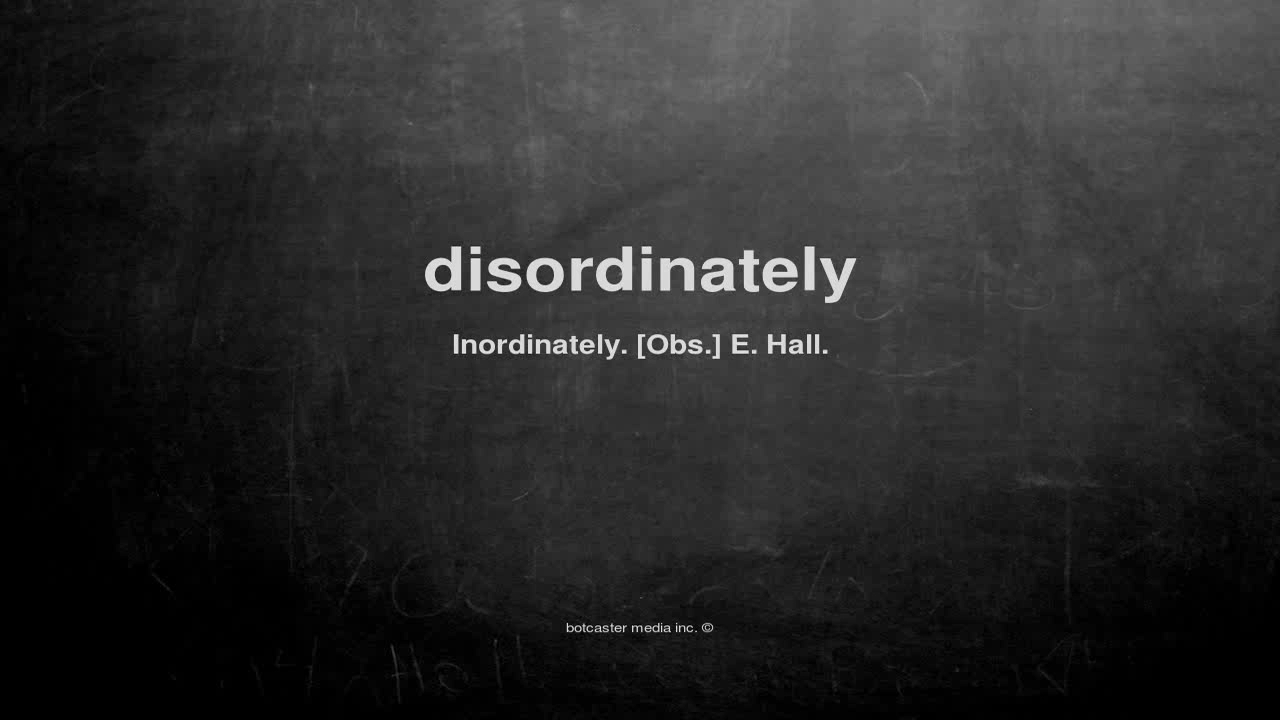 disordinately
Inordinately. [Obs.] E. Hall.
botcaster media inc. ©